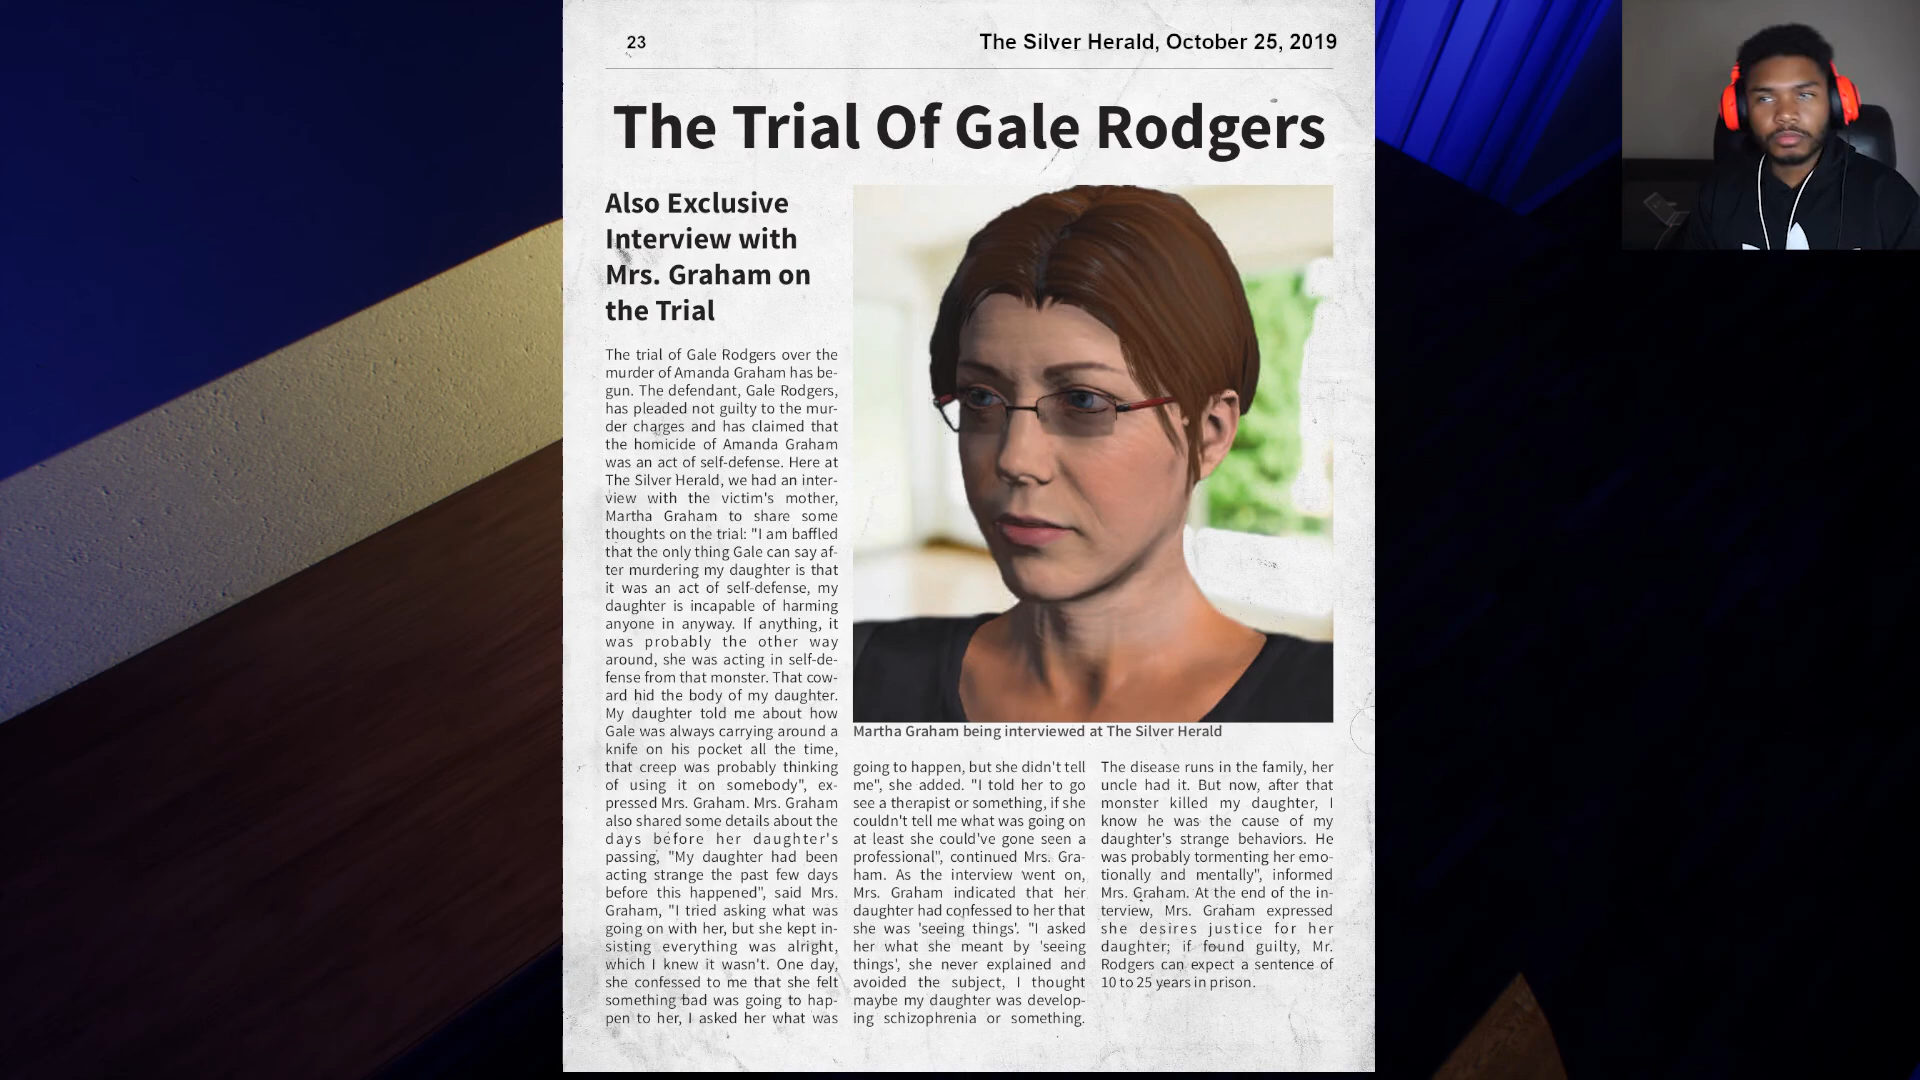 23
The Silver Herald, October 25, 2019
The Trial Of Gale Rodgers
Also Exclusive
Interview with
Mrs. Graham on
the Trial
The trial of Gale Rodgers over the
murder of Amanda Graham has be-
gun. The defendant, Gale Rodgers,
has pleaded not guilty to the mur-
der charges and has claimed that
the homicide of Amanda Graham
was an act of self-defense. Here at
The Silver Herald, we had an inter-
view with the victim's mother,
Martha Graham to share some
thoughts on the trial: "I am baffled
that the only thing Gale can say af-
ter murdering my daughter is that
it was an act of self-defense, my
daughter is incapable of harming
anyone in anyway. If anything, it
was probably the other way
around, she was acting in self-de-
fense from that monster. That cow-
ard hid the body of my daughter.
My daughter told me about how
Gale was always carrying around a
knife on his pocket all the time,
that creep was probably thinking
of using it on somebody", ex-
pressed Mrs. Graham. Mrs. Graham
also shared some details about the
days before her daughter's
passing, "My daughter had been
acting strange the past few days
before this happened", said Mrs.
Graham, "I tried asking what was
going on with her, but she kept in-
sisting everything was alright,
which I knew it wasn't. One day,
she confessed to me that she felt
something bad was going to hap-
pen to her, I asked her what was
Martha Graham being interviewed at The Silver Herald
going to happen, but she didn't tell
me", she added. "I told her to go
see a therapist or something, if she
couldn't tell me what was going on
at least she could've gone seen a
professional", continued Mrs. Gra-
ham. As the interview went on,
Mrs. Graham indicated that her
daughter had confessed to her that
she was 'seeing things'. "I asked
her what she meant by 'seeing
things', she never explained and
avoided the subject, I thought
maybe my daughter was develop-
ing schizophrenia or something.
The disease runs in the family, her
uncle had it. But now, after that
monster killed my daughter, I
know he was the cause of my
daughter's strange behaviors. He
was probably tormenting her emo-
tionally and mentally", informed
Mrs. Graham. At the end of the in-
terview, Mrs. Graham expressed
she desires justice for her
daughter; if found guilty, Mr.
Rodgers can expect a sentence of
10 to 25 years in prison.